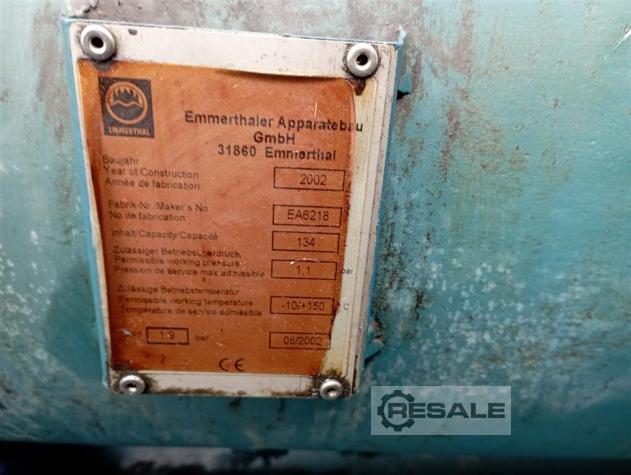 EMMERTHAL
Emmerthaler Apparatebau
GmbH
31860 Emmerthal
Baujahr
Year of Construction
Année de fabrication
2002
Fabrik-Nr./Maker's No
No de fabrication
EA6218
Inhalt/Capacity/Capacité
134
Zulässiger Betriebsüberdruck
Permissible working pressure
Pression de service max admissible
1,1 bar
Zulässige Betriebstemperatur
Permissible working temperature
Température de service admissible
-10/+150 °C
1,9 bar
08/2002
CE
RESALE